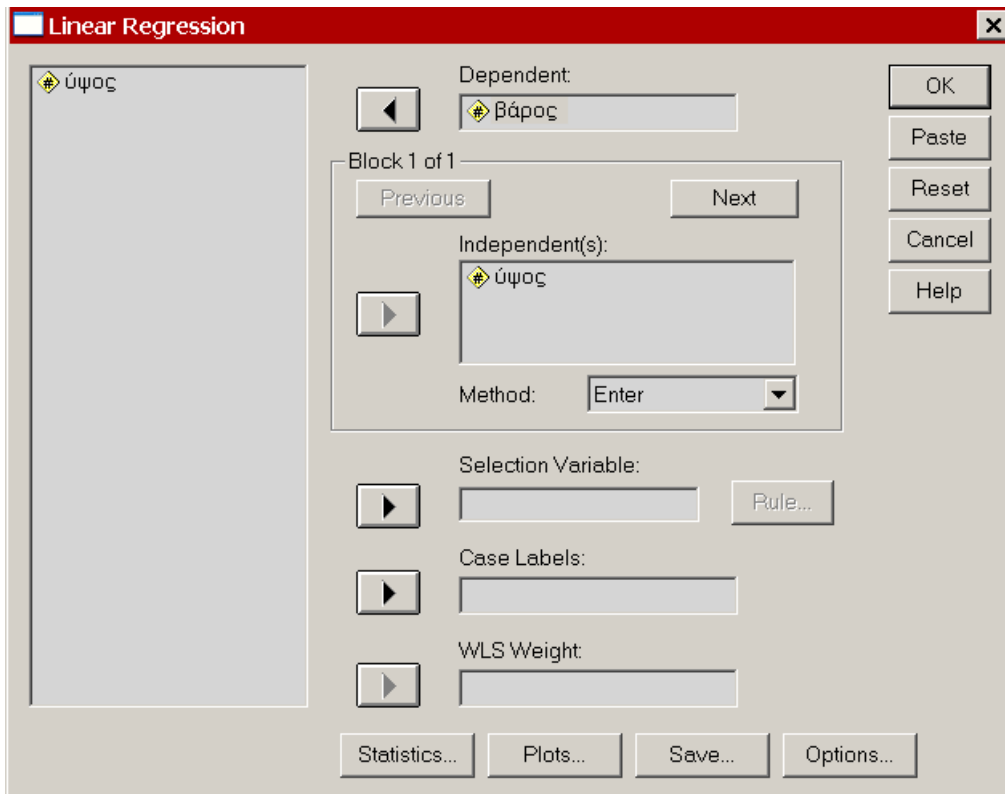 Linear Regression
ύψος
Dependent:
βάρος
Block 1 of 1
Previous
Next
Independent(s):
ύψος
Method:
Enter
Selection Variable:
Rule...
Case Labels:
WLS Weight:
Statistics...
Plots...
Save...
Options...
OK
Paste
Reset
Cancel
Help